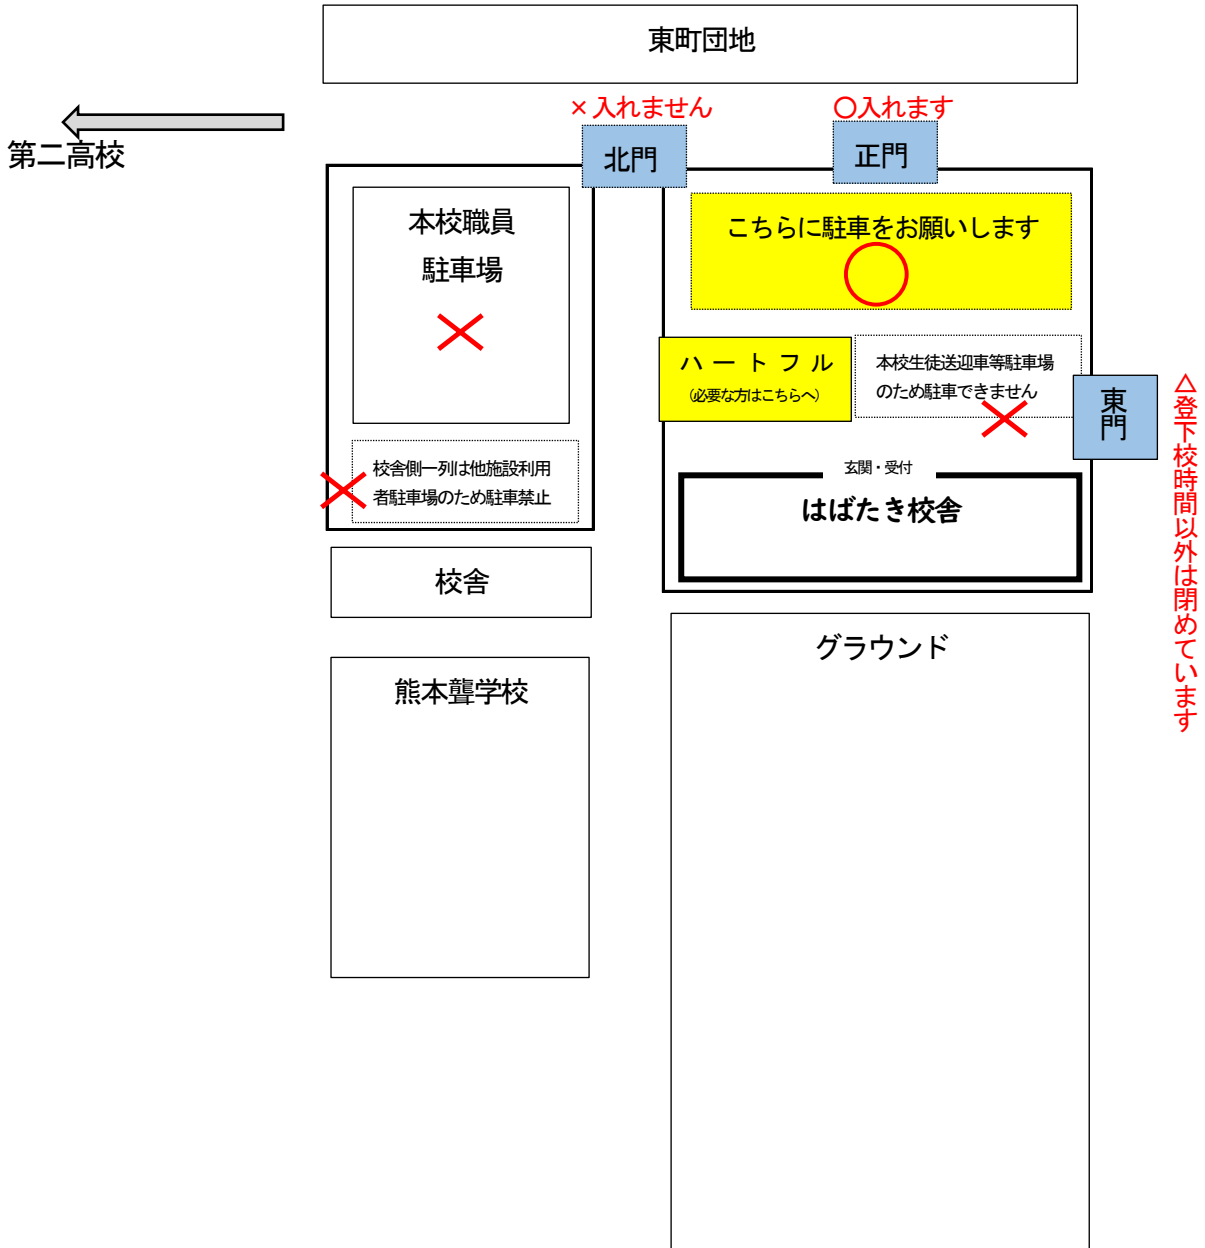 東町団地
×入れません
〇入れます
第二高校
北門
正門
本校職員
駐車場
こちらに駐車をお願いします
ハートフル
(必要な方はこちらへ)
本校生徒送迎車等駐車場
のため駐車できません
東門
△登下校時間以外は閉めています
校舎側一列は他施設利用
者駐車場のため駐車禁止
玄関・受付
はばたき校舎
校舎
グラウンド
熊本聾学校